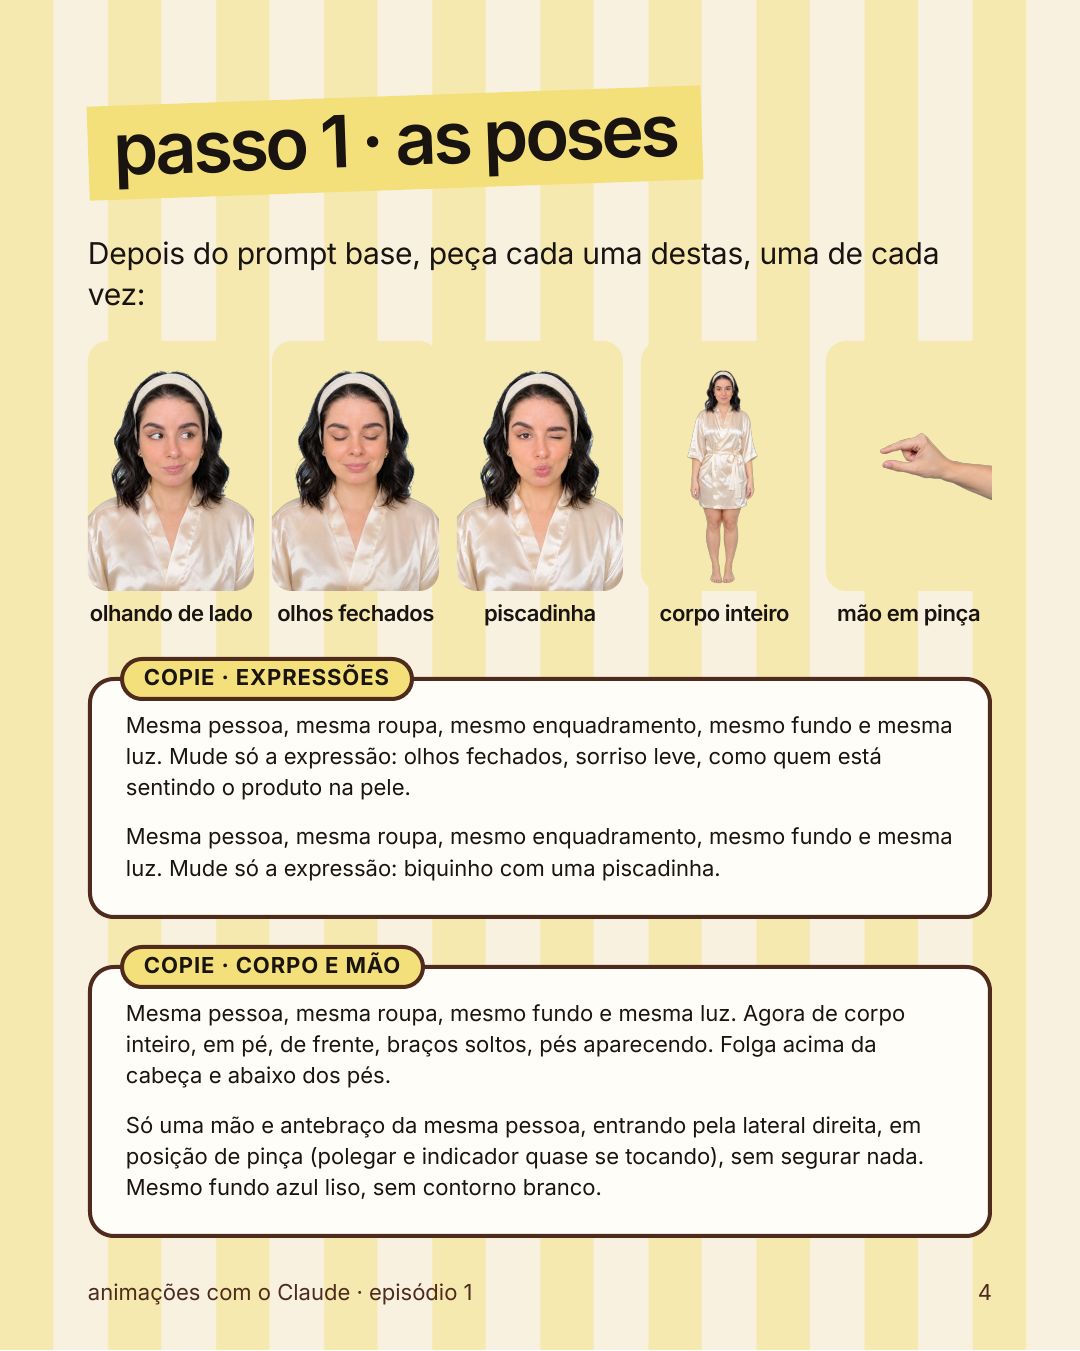 passo 1 · as poses
Depois do prompt base, peça cada uma destas, uma de cada
vez:
olhando de lado
olhos fechados
piscadinha
corpo inteiro
mão em pinça
COPIE · EXPRESSÕES
Mesma pessoa, mesma roupa, mesmo enquadramento, mesmo fundo e mesma
luz. Mude só a expressão: olhos fechados, sorriso leve, como quem está
sentindo o produto na pele.
Mesma pessoa, mesma roupa, mesmo enquadramento, mesmo fundo e mesma
luz. Mude só a expressão: biquinho com uma piscadinha.
COPIE · CORPO E MÃO
Mesma pessoa, mesma roupa, mesmo fundo e mesma luz. Agora de corpo
inteiro, em pé, de frente, braços soltos, pés aparecendo. Folga acima da
cabeça e abaixo dos pés.
Só uma mão e antebraço da mesma pessoa, entrando pela lateral direita, em
posição de pinça (polegar e indicador quase se tocando), sem segurar nada.
Mesmo fundo azul liso, sem contorno branco.
animações com o Claude · episódio 1
4